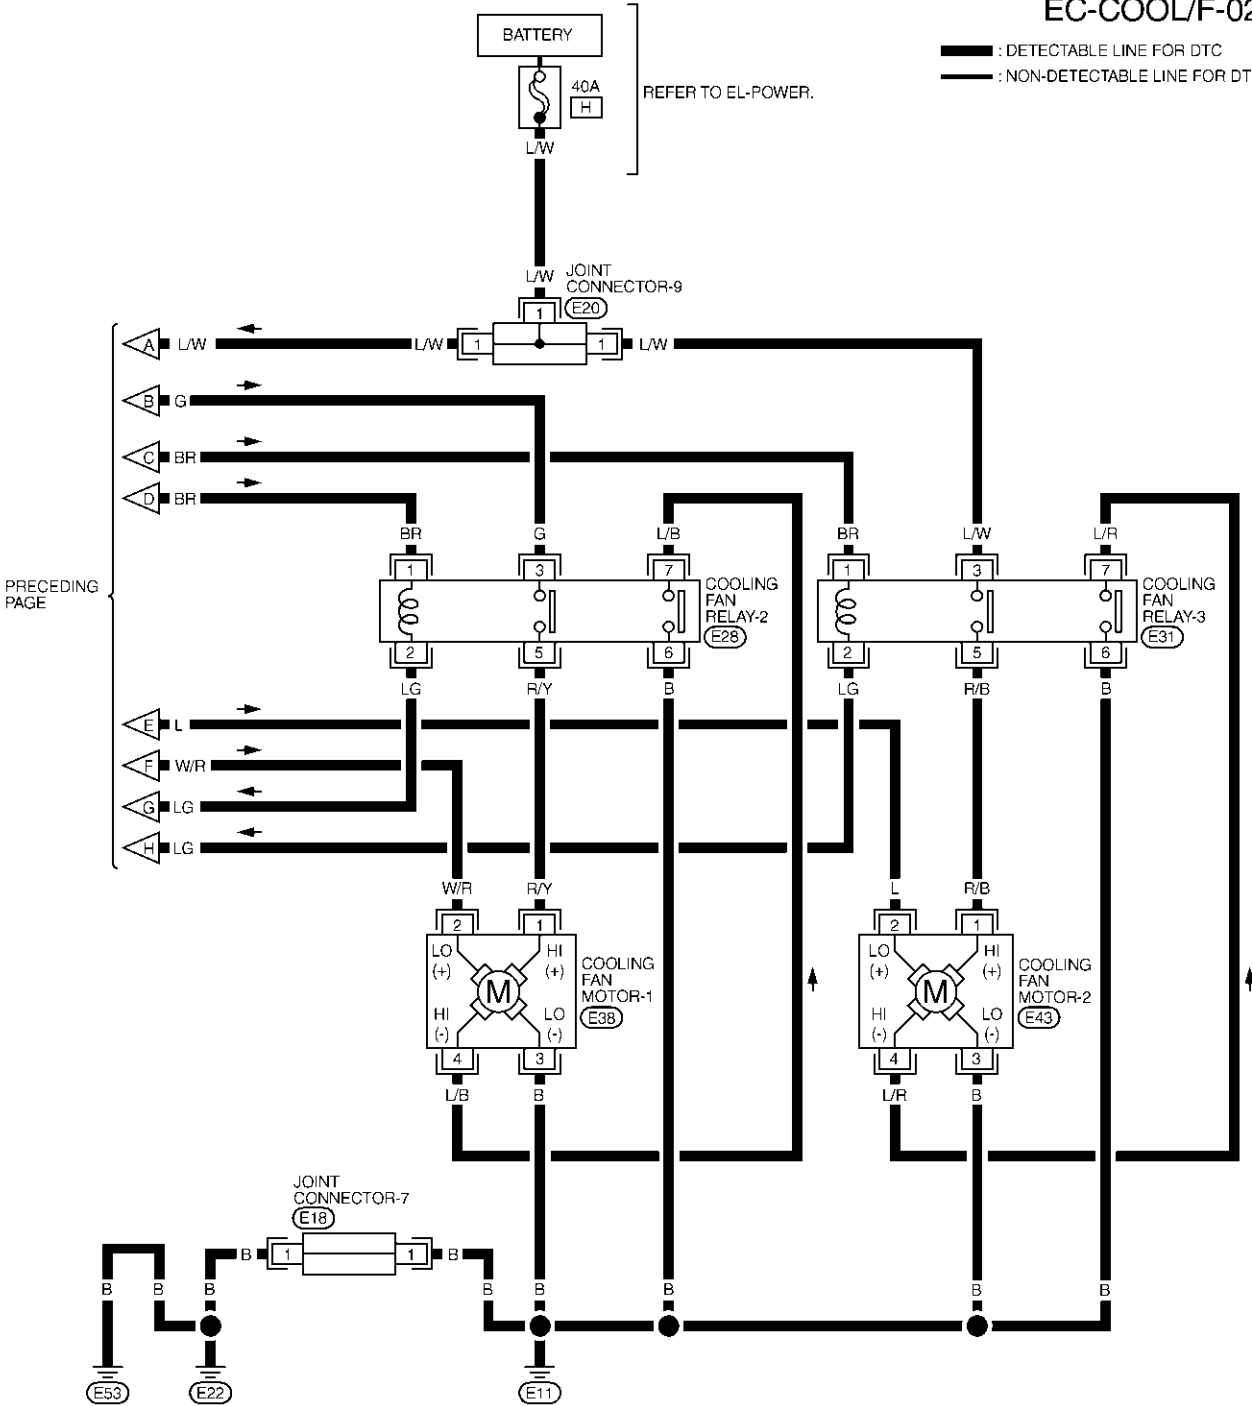 EC-COOL/F-02
BATTERY
: DETECTABLE LINE FOR DTC
: NON-DETECTABLE LINE FOR DT
40A
H
REFER TO EL-POWER.
L/W
L/W
JOINT
CONNECTOR-9
E20
1
A L/W L/W 1 1 L/W
B G
C BR
D BR
BR G L/B BR L/W L/R
1 3 7 1 3 7
PRECEDING
PAGE
COOLING
FAN
RELAY-2
E28
COOLING
FAN
RELAY-3
E31
2 5 6 2 5 6
LG R/Y B LG R/B B
E L
F W/R
G LG
H LG
W/R R/Y L R/B
2 1 2 1
LO HI LO HI
(+) (+) (+) (+)
M M
COOLING
FAN
MOTOR-1
E38
COOLING
FAN
MOTOR-2
E43
HI LO HI LO
(-) (-) (-) (-)
4 3 4 3
L/B B L/R B
JOINT
CONNECTOR-7
E18
B 1 1 B
B B B B B B B B
E53 E22 E11